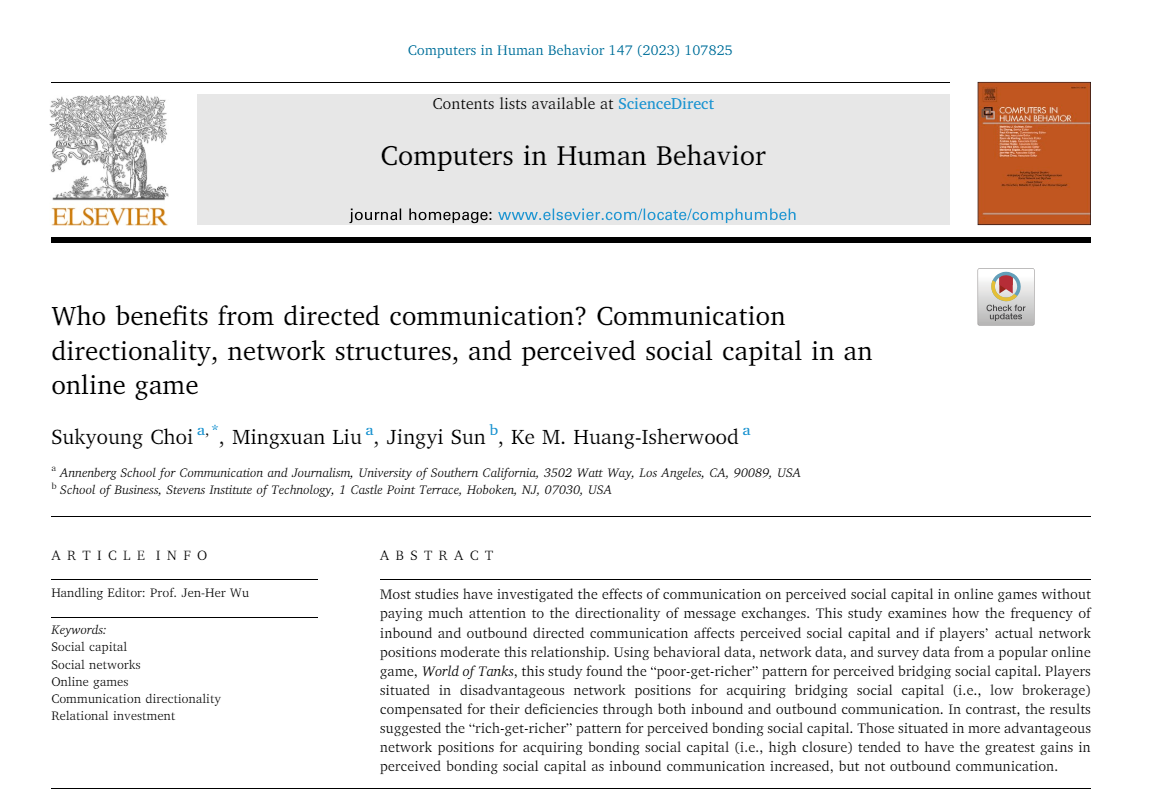 Computers in Human Behavior 147 (2023) 107825
Contents lists available at ScienceDirect
Computers in Human Behavior
journal homepage: www.elsevier.com/locate/comphumbeh
ELSEVIER
COMPUTERS IN
HUMAN BEHAVIOR
Check for
updates
Who benefits from directed communication? Communication
directionality, network structures, and perceived social capital in an
online game
Sukyoung Choi a, *, Mingxuan Liu a, Jingyi Sun b, Ke M. Huang-Isherwood a
a Annenberg School for Communication and Journalism, University of Southern California, 3502 Watt Way, Los Angeles, CA, 90089, USA
b School of Business, Stevens Institute of Technology, 1 Castle Point Terrace, Hoboken, NJ, 07030, USA
ARTICLE INFO
Handling Editor: Prof. Jen-Her Wu
Keywords:
Social capital
Social networks
Online games
Communication directionality
Relational investment
ABSTRACT
Most studies have investigated the effects of communication on perceived social capital in online games without
paying much attention to the directionality of message exchanges. This study examines how the frequency of
inbound and outbound directed communication affects perceived social capital and if players' actual network
positions moderate this relationship. Using behavioral data, network data, and survey data from a popular online
game, World of Tanks, this study found the “poor-get-richer” pattern for perceived bridging social capital. Players
situated in disadvantageous network positions for acquiring bridging social capital (i.e., low brokerage)
compensated for their deficiencies through both inbound and outbound communication. In contrast, the results
suggested the “rich-get-richer” pattern for perceived bonding social capital. Those situated in more advantageous
network positions for acquiring bonding social capital (i.e., high closure) tended to have the greatest gains in
perceived bonding social capital as inbound communication increased, but not outbound communication.